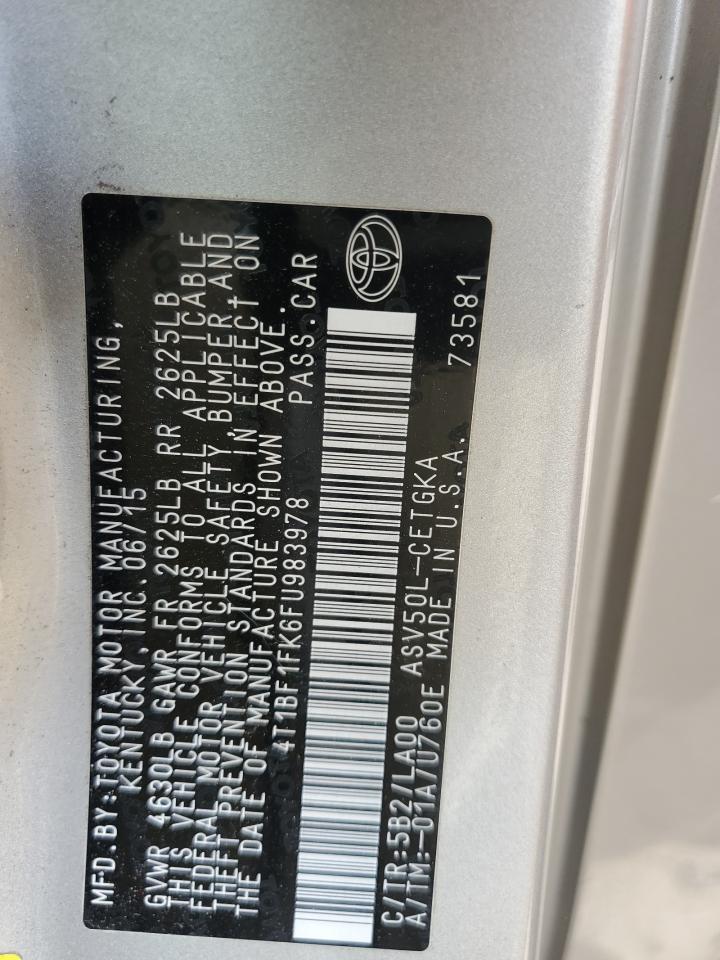 MFD.BY:TOYOTA MOTOR MANUFACTURING,
KENTUCKY, INC. 06/15
GVWR 4630LB GAWR FR 2625LB RR 2625LB
THIS VEHICLE CONFORMS TO ALL APPLICABLE
FEDERAL MOTOR VEHICLE SAFETY, BUMPER, AND
THEFT PREVENTION STANDARDS IN EFFECT ON
THE DATE OF MANUFACTURE SHOWN ABOVE.
4T1BF1FK6FU983978 PASS.CAR
C/TR:5B2/LA00 ASV50L-CETGKA
A/TM:-01A/U760E MADE IN U.S.A. 73581